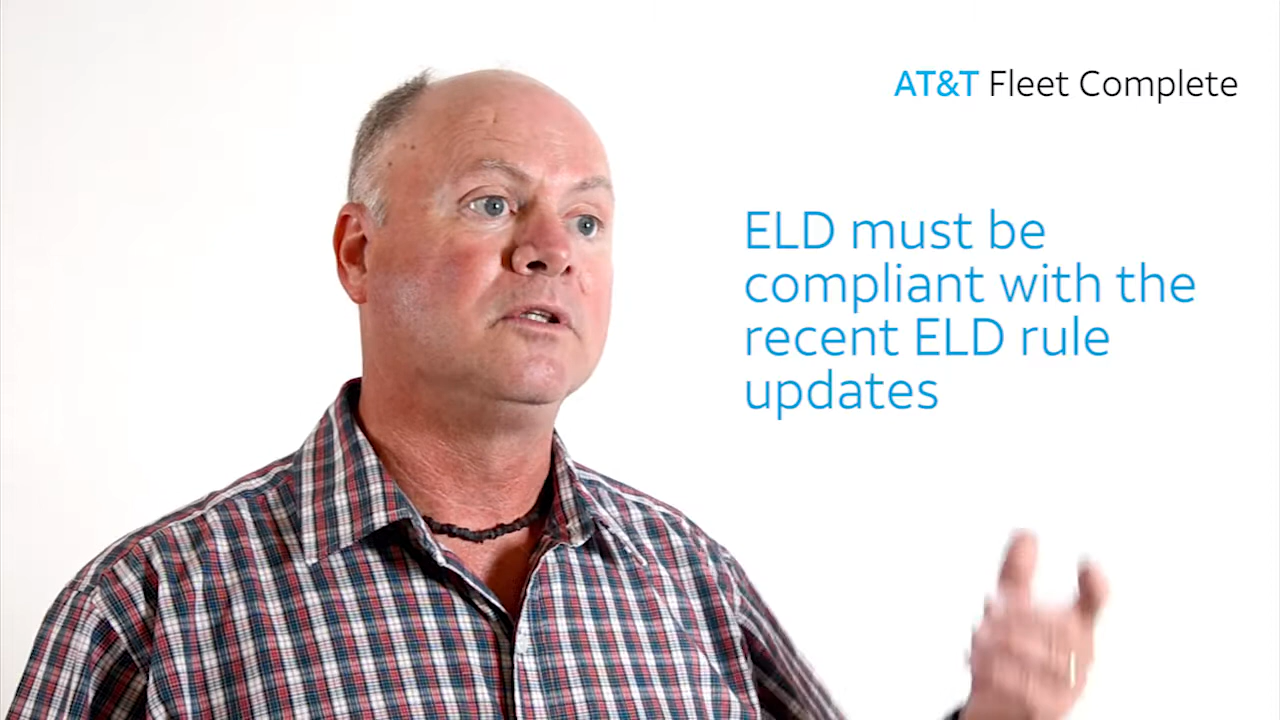 AT&T Fleet Complete
ELD must be
compliant with the
recent ELD rule
updates